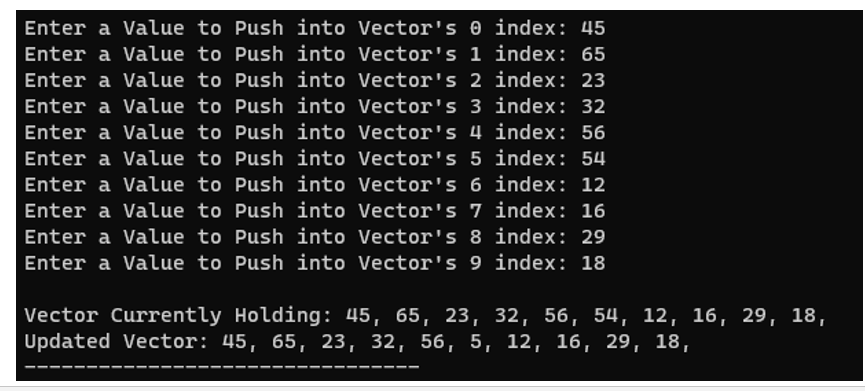 Enter a Value to Push into Vector's 0 index: 45
Enter a Value to Push into Vector's 1 index: 65
Enter a Value to Push into Vector's 2 index: 23
Enter a Value to Push into Vector's 3 index: 32
Enter a Value to Push into Vector's 4 index: 56
Enter a Value to Push into Vector's 5 index: 54
Enter a Value to Push into Vector's 6 index: 12
Enter a Value to Push into Vector's 7 index: 16
Enter a Value to Push into Vector's 8 index: 29
Enter a Value to Push into Vector's 9 index: 18
Vector Currently Holding: 45, 65, 23, 32, 56, 54, 12, 16, 29, 18,
Updated Vector: 45, 65, 23, 32, 56, 5, 12, 16, 29, 18,
--------------------------------